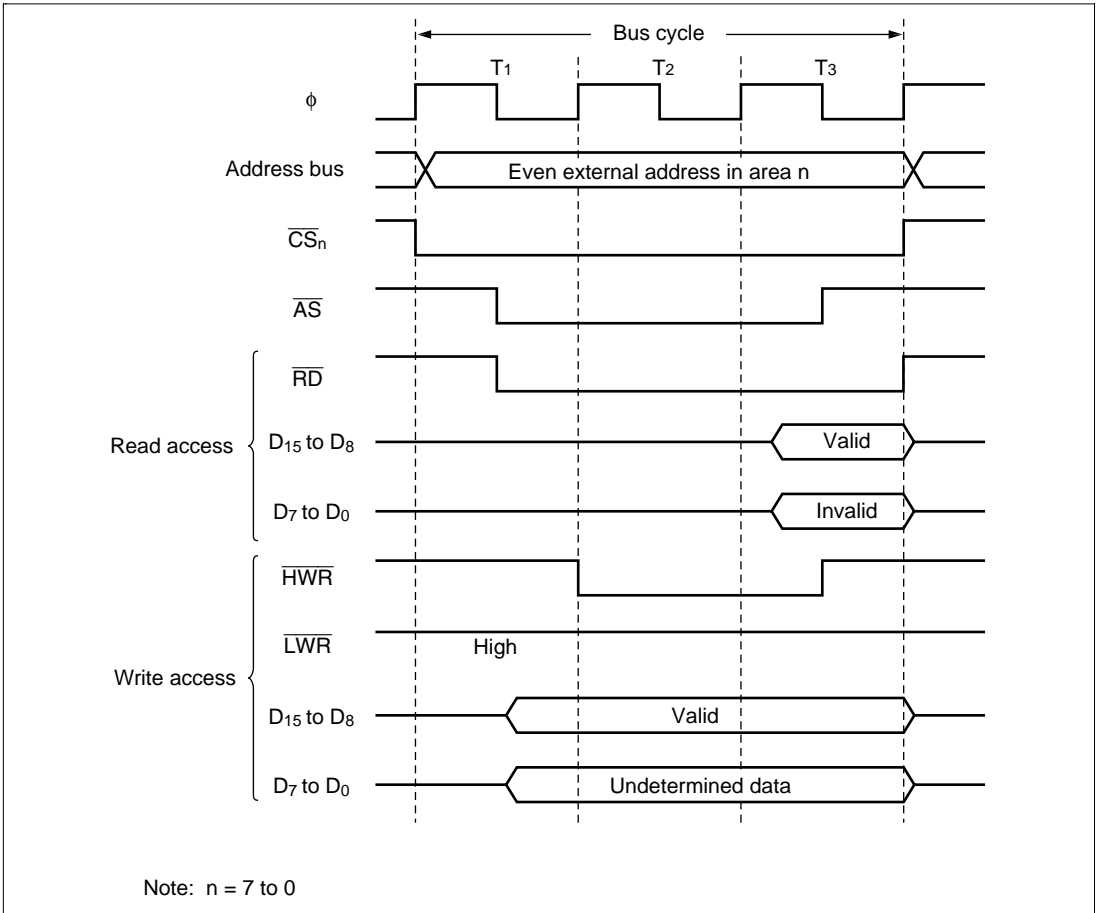 Bus cycle
T1 T2 T3
φ
Address bus
Even external address in area n
CSn
AS
RD
Read access
D15 to D8
Valid
D7 to D0
Invalid
HWR
LWR
High
Write access
D15 to D8
Valid
D7 to D0
Undetermined data
Note: n = 7 to 0